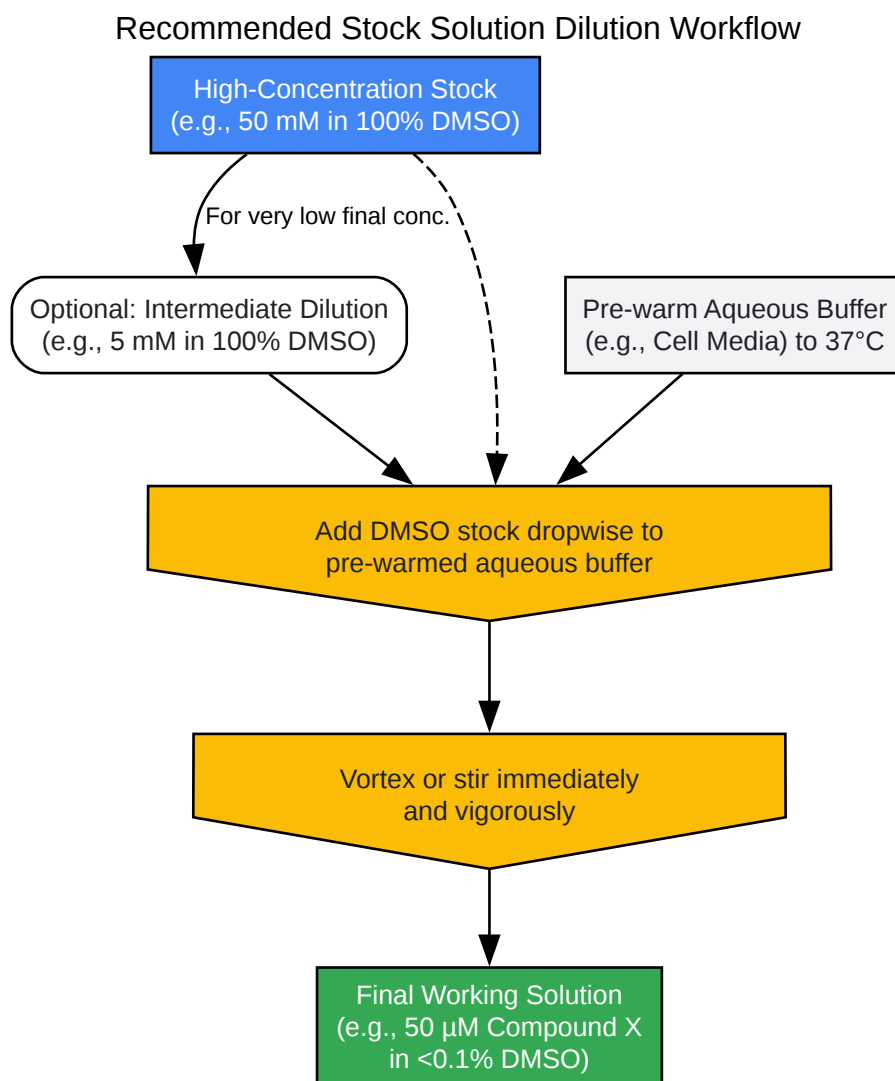 Recommended Stock Solution Dilution Workflow
High-Concentration Stock
(e.g., 50 mM in 100% DMSO)
For very low final conc.
Optional: Intermediate Dilution
(e.g., 5 mM in 100% DMSO)
Pre-warm Aqueous Buffer
(e.g., Cell Media) to 37°C
Add DMSO stock dropwise to
pre-warmed aqueous buffer
Vortex or stir immediately
and vigorously
Final Working Solution
(e.g., 50 µM Compound X
in <0.1% DMSO)